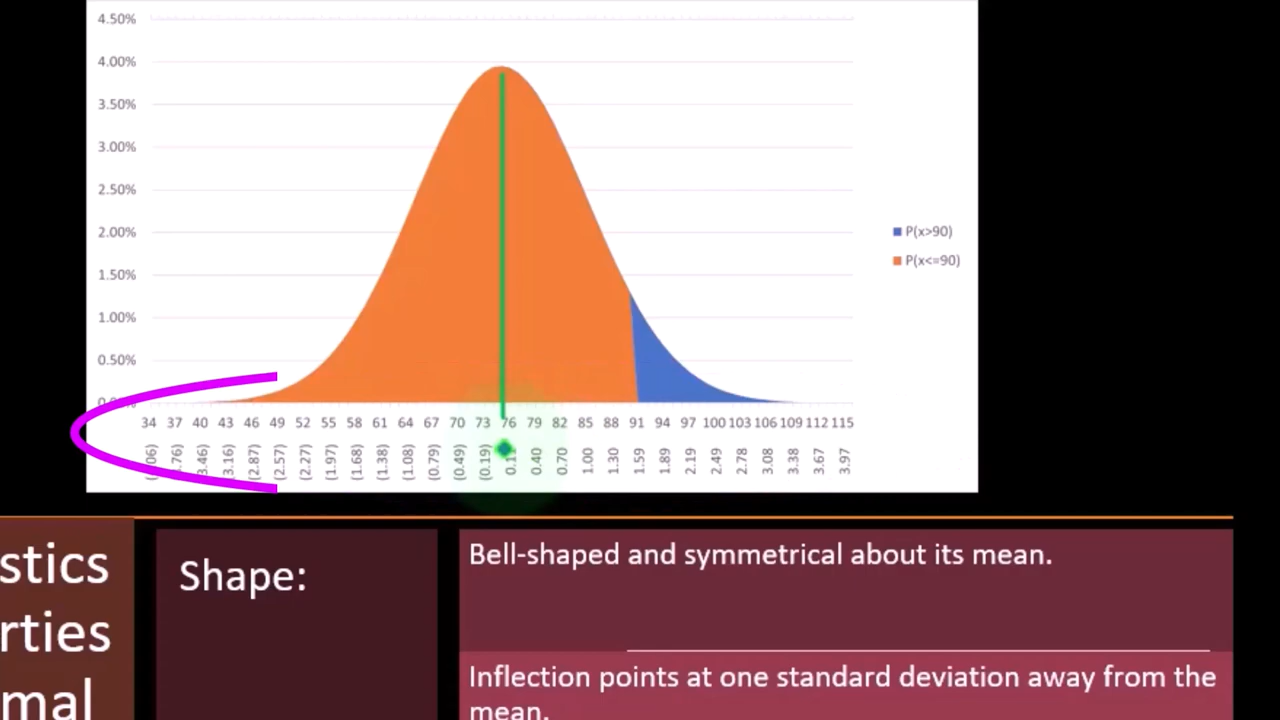 4.50%
4.00%
3.50%
3.00%
2.50%
2.00%
1.50%
1.00%
0.50%
P(x>90)
P(x<=90)
34 37 40 43 46 49 52 55 58 61 64 67 70 73 76 79 82 85 88 91 94 97 100 103 106 109 112 115
(3.46) (3.16) (2.87) (2.57) (2.27) (1.97) (1.68) (1.38) (1.08) (0.79) (0.49) (0.19) 0.40 0.70 1.00 1.30 1.59 1.89 2.19 2.49 2.78 3.08 3.38 3.67 3.97
stics
rties
mal
Shape:
Bell-shaped and symmetrical about its mean.
Inflection points at one standard deviation away from the
mean.